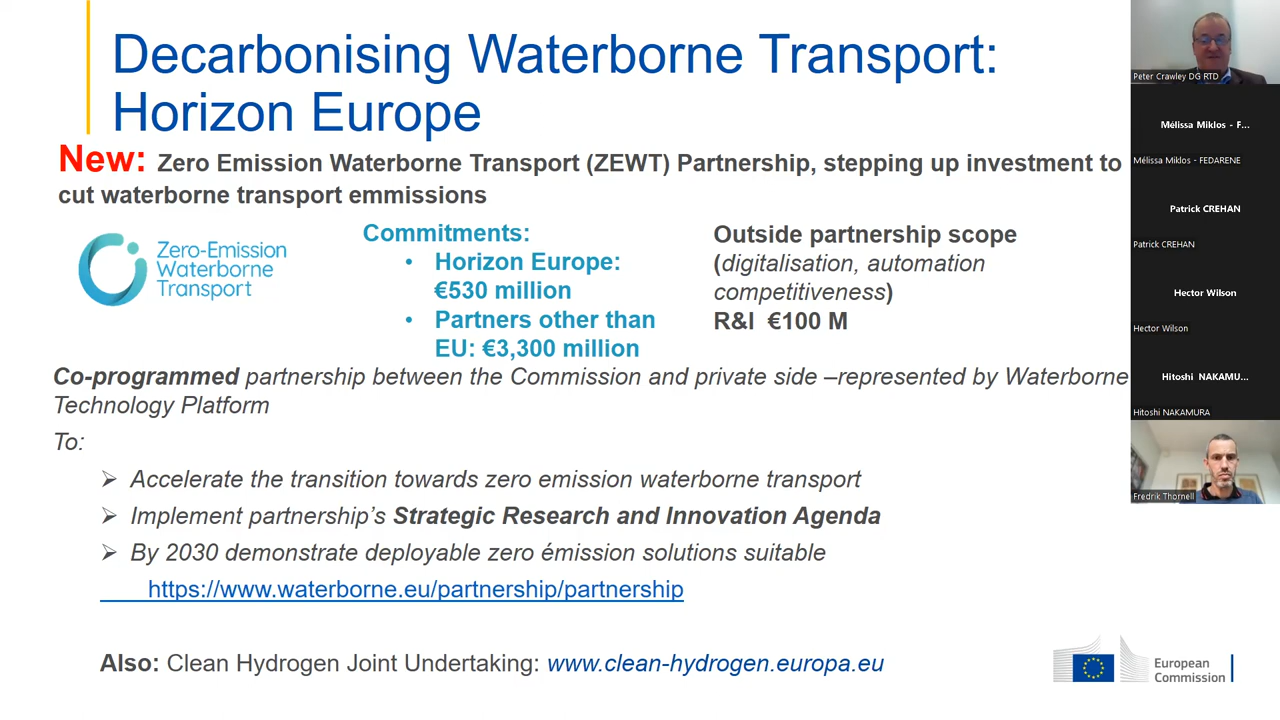 Decarbonising Waterborne Transport:
Horizon Europe
New: Zero Emission Waterborne Transport (ZEWT) Partnership, stepping up investment to
cut waterborne transport emmissions
Zero-Emission
Waterborne
Transport
Commitments:
• Horizon Europe:
€530 million
• Partners other than
EU: €3,300 million
Outside partnership scope
(digitalisation, automation
competitiveness)
R&I €100 M
Co-programmed partnership between the Commission and private side –represented by Waterborne
Technology Platform
To:
➢ Accelerate the transition towards zero emission waterborne transport
➢ Implement partnership’s Strategic Research and Innovation Agenda
➢ By 2030 demonstrate deployable zero émission solutions suitable
https://www.waterborne.eu/partnership/partnership
Also: Clean Hydrogen Joint Undertaking: www.clean-hydrogen.europa.eu
European
Commission
Peter Crawley DG RTD
Mélissa Miklos - F...
Mélissa Miklos - FEDARENE
Patrick CREHAN
Patrick CREHAN
Hector Wilson
Hector Wilson
Hitoshi NAKAMU...
Hitoshi NAKAMURA
Fredrik Thornell